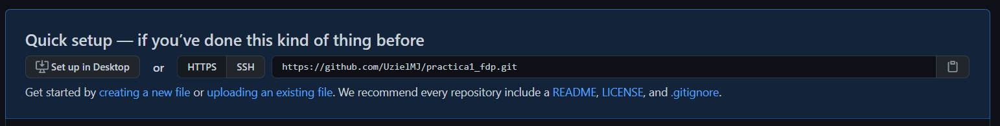 Quick setup — if you’ve done this kind of thing before
Set up in Desktop or HTTPS SSH https://github.com/UzielMJ/practica1_fdp.git
Get started by creating a new file or uploading an existing file. We recommend every repository include a README, LICENSE, and .gitignore.